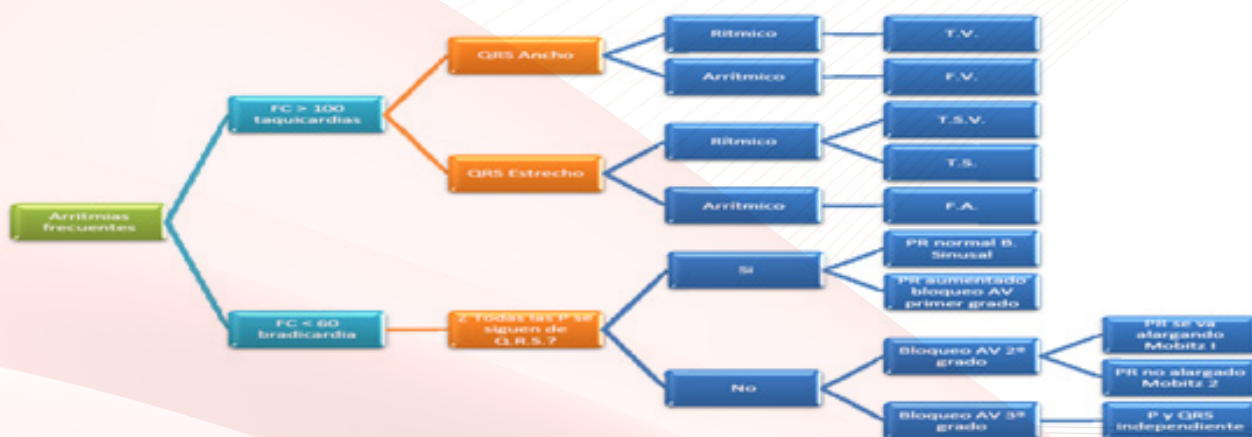 Arritmias
frecuentes
FC > 100
taquicardias
QRS Ancho
Rítmico
T.V.
Arrítmico
F.V.
QRS Estrecho
Rítmico
T.S.V.
T.S.
Arrítmico
F.A.
FC < 60
bradicardia
¿ Todas las P se
siguen de
Q.R.S.?
Si
PR normal B.
Sinusal
PR aumentado
bloqueo AV
primer grado
No
Bloqueo AV 2º
grado
PR se va
alargando
Mobitz I
PR no alargado
Mobitz 2
Bloqueo AV 3º
grado
P y QRS
independiente